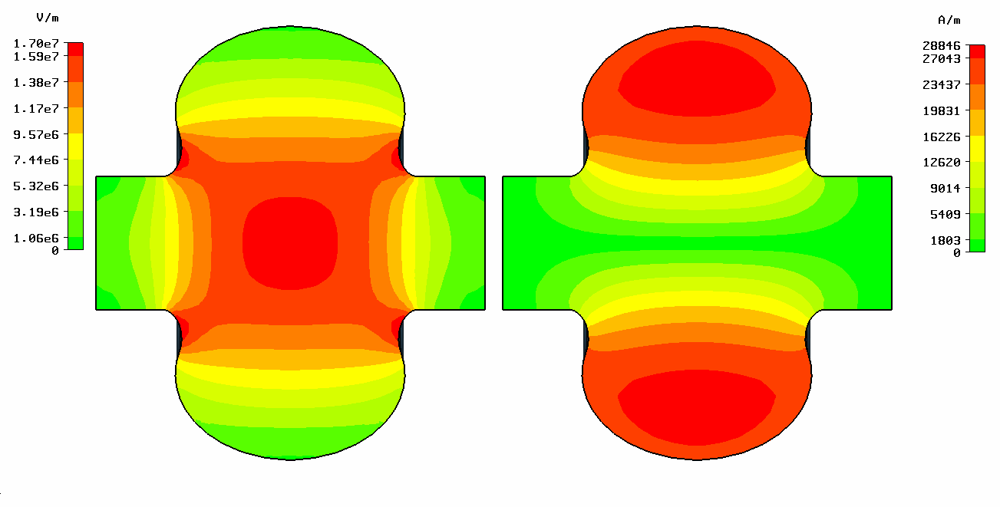 V/m
1.70e7
1.59e7
1.38e7
1.17e7
9.57e6
7.44e6
5.32e6
3.19e6
1.06e6
0
A/m
28846
27043
23437
19831
16226
12620
9014
5409
1803
0